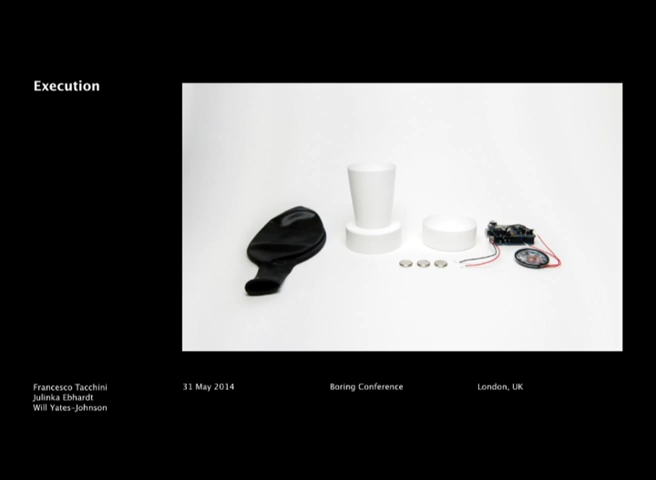 Execution
Francesco Tacchini
Julinka Ebhardt
Will Yates-Johnson
31 May 2014
Boring Conference
London, UK